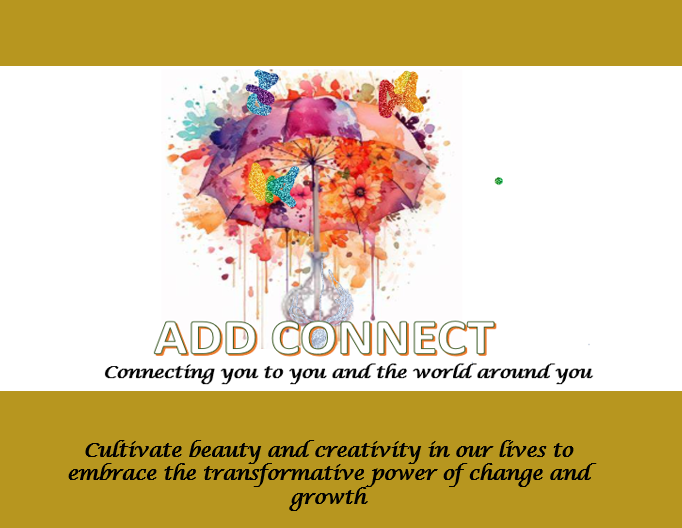 ADD CONNECT
Connecting you to you and the world around you
Cultivate beauty and creativity in our lives to
embrace the transformative power of change and
growth